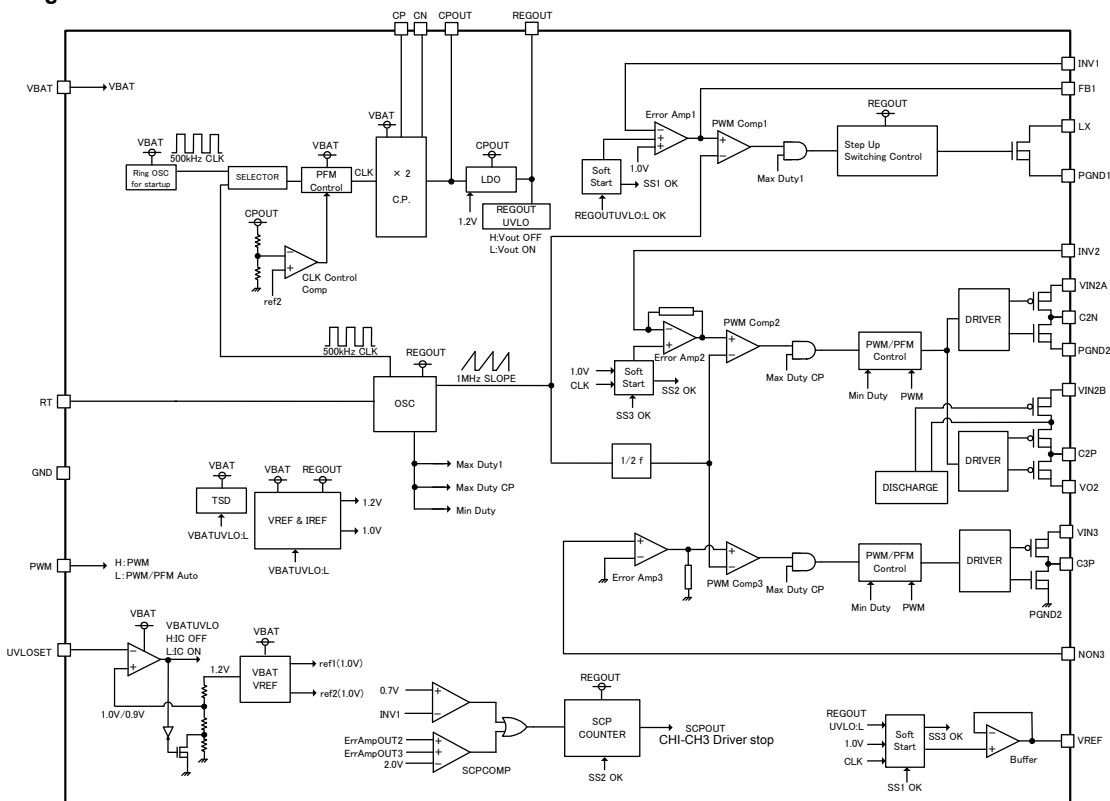 CP CN CPOUT REGOUT
INV1
FB1
VBAT
VBAT
REGOUT
LX
Error Amp1
PWM Comp1
VBAT
VBAT
500kHz CLK
VBAT
CPOUT
Step Up
Switching Control
Ring OSC
for startup
SELECTOR
PFM
Control
CLK
× 2
C.P.
LDO
Soft
Start
1.0V
SS1 OK
Max Duty1
PGND1
1.2V
REGOUT
UVLO
REGOUTUVLO:L OK
H:Vout OFF
L:Vout ON
CPOUT
INV2
CLK Control
Comp
ref2
VIN2A
PWM Comp2
DRIVER
C2N
500kHz CLK
REGOUT
1MHz SLOPE
Error Amp2
PWM/PFM
Control
1.0V
CLK
Soft
Start
SS2 OK
Max Duty CP
PGND2
SS3 OK
Min Duty
PWM
RT
OSC
VIN2B
1/2 f
DRIVER
C2P
GND
VBAT
VBAT
REGOUT
Max Duty1
DISCHARGE
Max Duty CP
VO2
TSD
VREF & IREF
1.2V
Min Duty
1.0V
VBATUVLO:L
VIN3
PWM/PFM
Control
DRIVER
C3P
PWM
H:PWM
L:PWM/PFM Auto
VBATUVLO:L
Error Amp3
PWM Comp3
Max Duty CP
Min Duty
PWM
PGND2
VBAT
VBATUVLO
H:IC OFF
L:IC ON
VBAT
UVLOSET
NON3
1.2V
VBAT
VREF
ref1(1.0V)
ref2(1.0V)
REGOUT
0.7V
INV1
1.0V/0.9V
SCP
COUNTER
SCPOUT
CHI-CH3 Driver stop
REGOUT
UVLO:L
SS3 OK
Soft
Start
1.0V
VREF
ErrAmpOUT2
ErrAmpOUT3
2.0V
SCPCOMP
SS2 OK
CLK
Buffer
SS1 OK